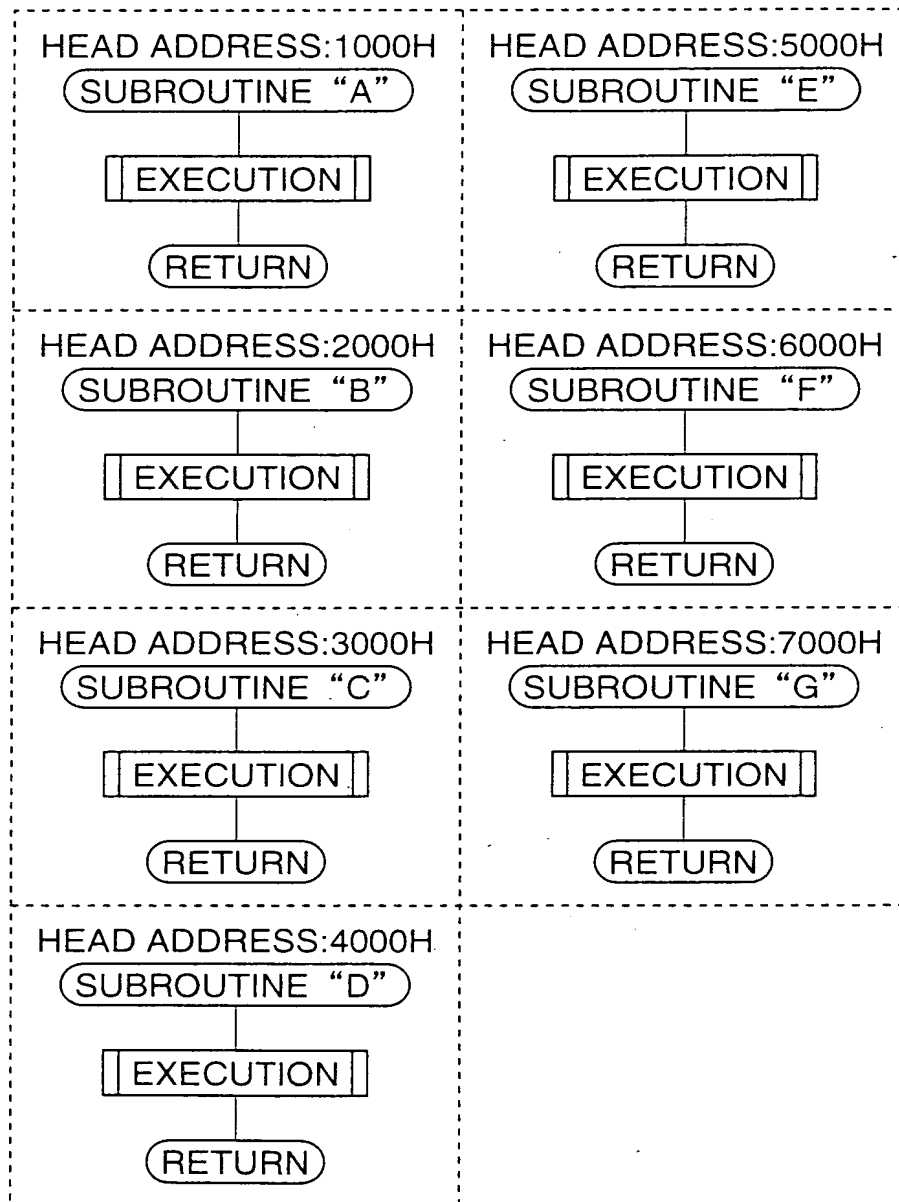 HEAD ADDRESS:1000H
SUBROUTINE “A”
EXECUTION
RETURN
HEAD ADDRESS:2000H
SUBROUTINE “B”
EXECUTION
RETURN
HEAD ADDRESS:3000H
SUBROUTINE “C”
EXECUTION
RETURN
HEAD ADDRESS:4000H
SUBROUTINE “D”
EXECUTION
RETURN
HEAD ADDRESS:5000H
SUBROUTINE “E”
EXECUTION
RETURN
HEAD ADDRESS:6000H
SUBROUTINE “F”
EXECUTION
RETURN
HEAD ADDRESS:7000H
SUBROUTINE “G”
EXECUTION
RETURN